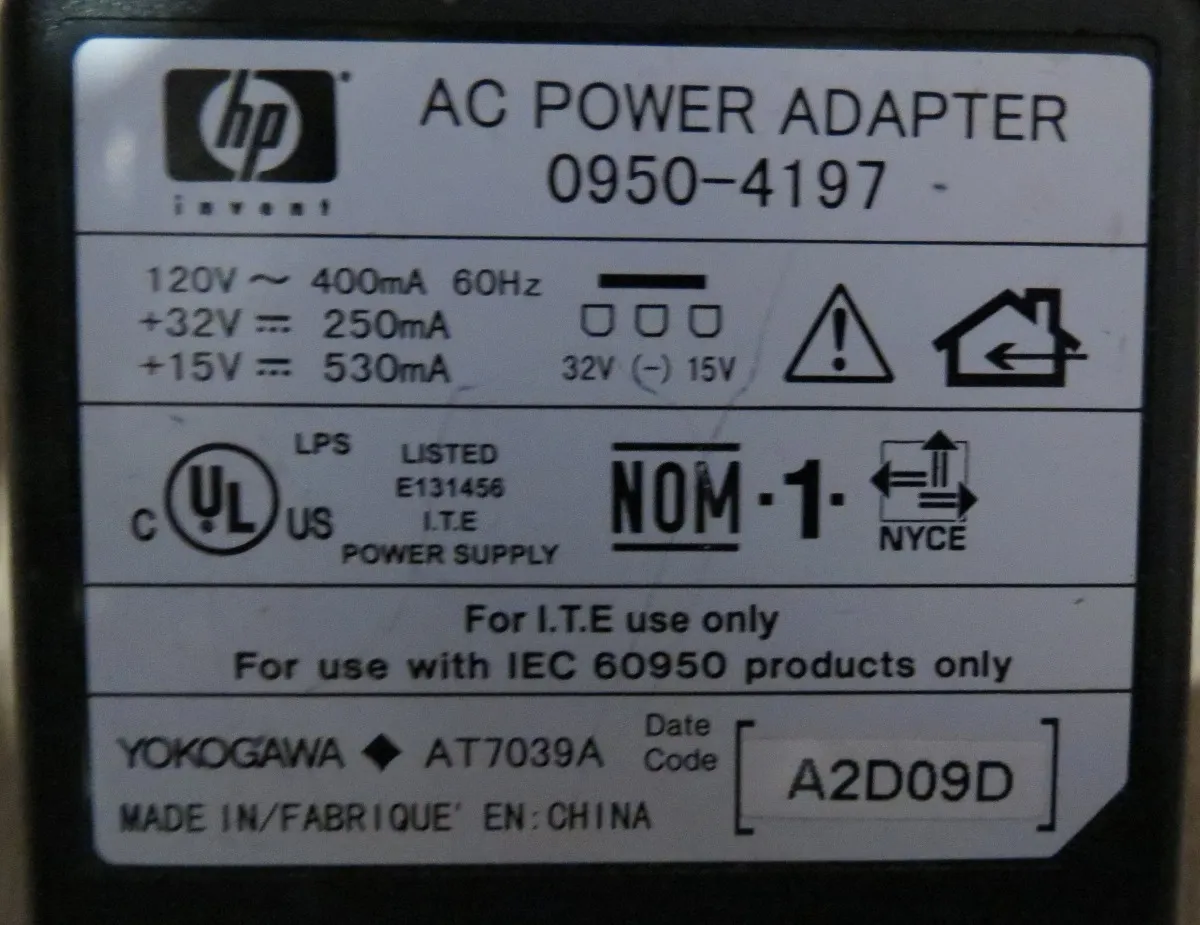 hp
invent
AC POWER ADAPTER
0950-4197
120V ~ 400mA 60Hz
+32V ⎓ 250mA
+15V ⎓ 530mA
32V (-) 15V
C UL US
LPS
LISTED
E131456
I.T.E
POWER SUPPLY
NOM ·1·
NYCE
For I.T.E use only
For use with IEC 60950 products only
YOKOGAWA ◆ AT7039A
Date
Code
A2D09D
MADE IN/FABRIQUE' EN:CHINA